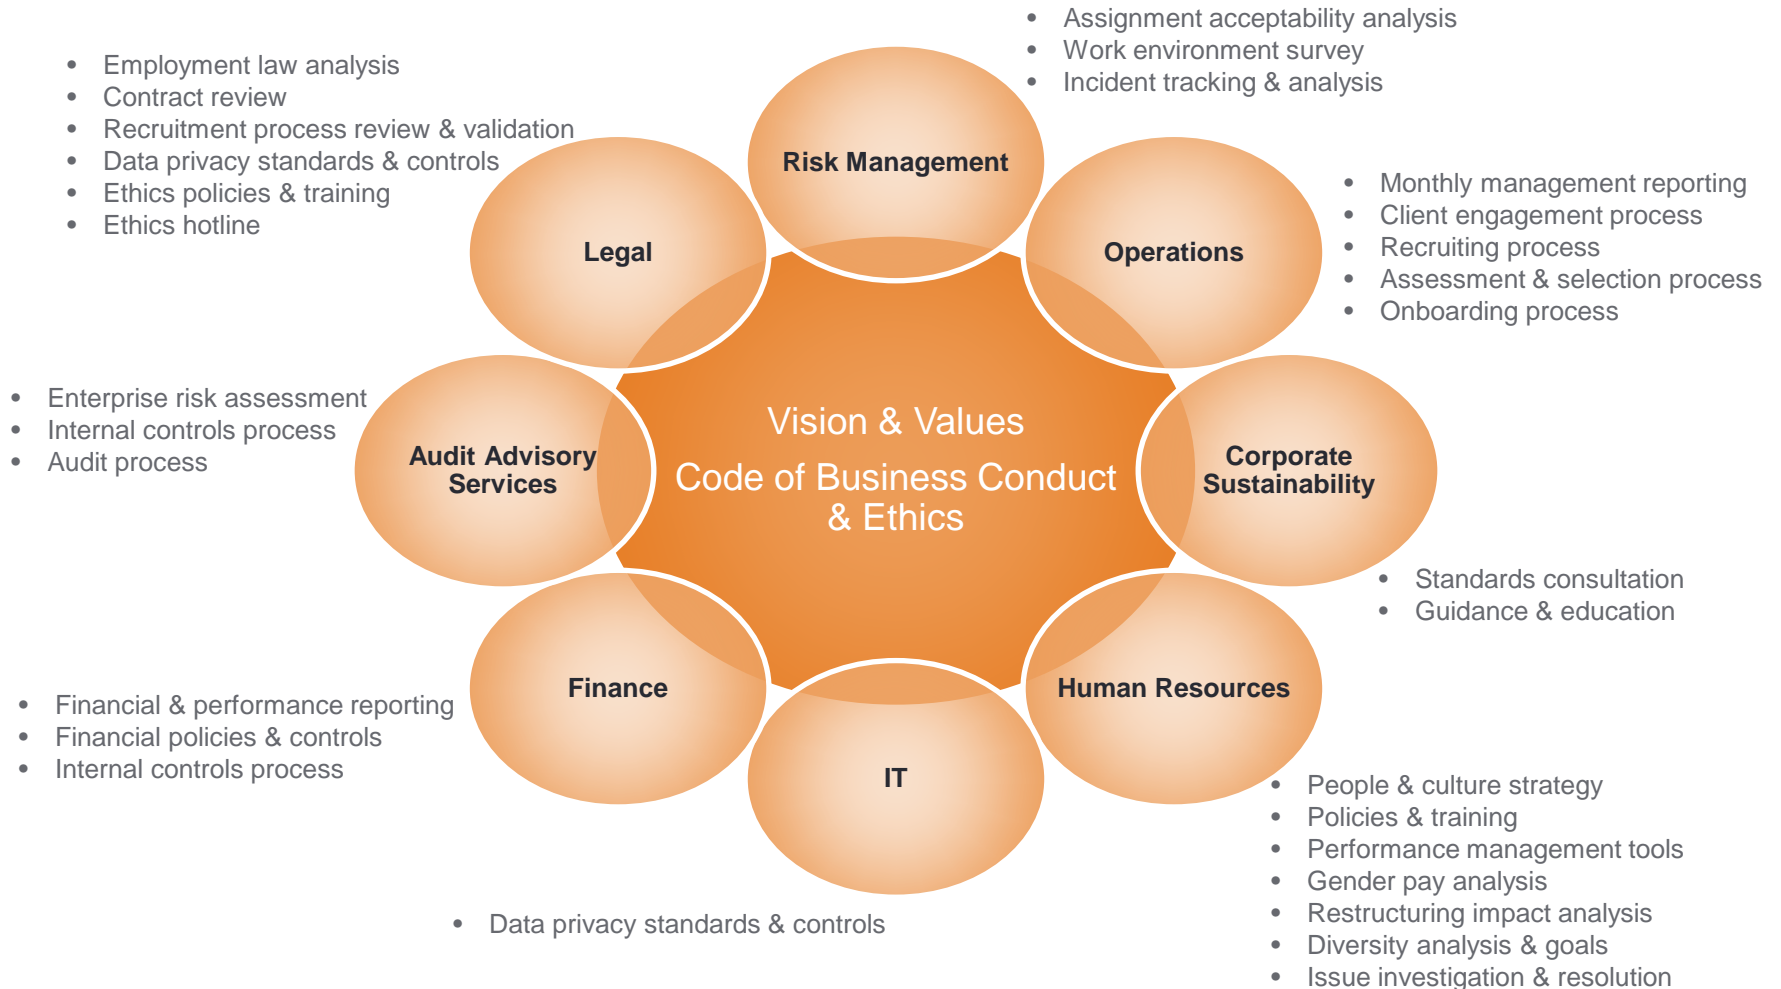 • Assignment acceptability analysis
• Work environment survey
• Incident tracking & analysis
• Employment law analysis
• Contract review
• Recruitment process review & validation
• Data privacy standards & controls
• Ethics policies & training
• Ethics hotline
Risk Management
Legal
Operations
• Monthly management reporting
• Client engagement process
• Recruiting process
• Assessment & selection process
• Onboarding process
• Enterprise risk assessment
• Internal controls process
• Audit process
Audit Advisory
Services
Vision & Values
Code of Business Conduct
& Ethics
Corporate
Sustainability
• Standards consultation
• Guidance & education
Finance
• Financial & performance reporting
• Financial policies & controls
• Internal controls process
IT
• Data privacy standards & controls
Human Resources
• People & culture strategy
• Policies & training
• Performance management tools
• Gender pay analysis
• Restructuring impact analysis
• Diversity analysis & goals
• Issue investigation & resolution